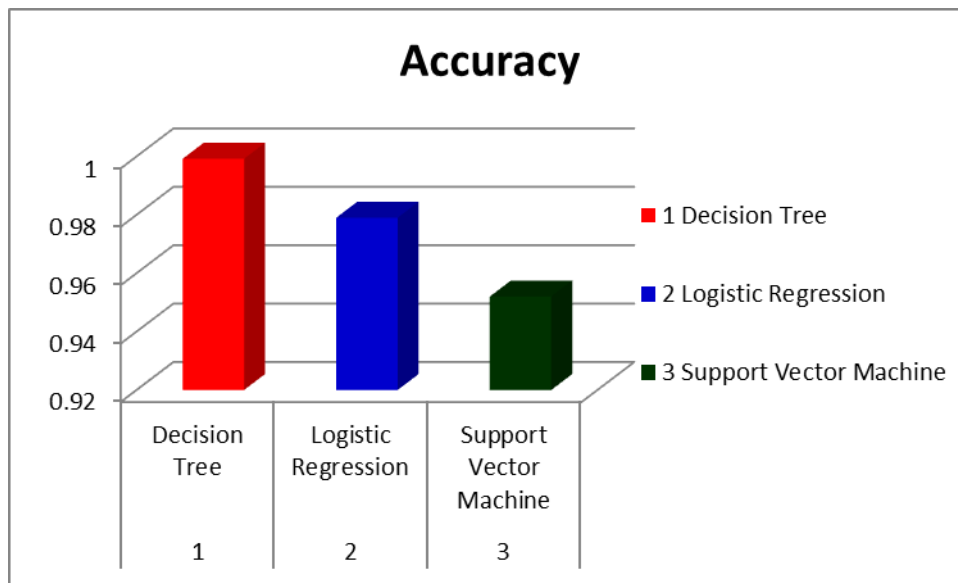 Accuracy
1
0.98
0.96
0.94
0.92
Decision
Tree
Logistic
Regression
Support
Vector
Machine
1
2
3
1 Decision Tree
2 Logistic Regression
3 Support Vector Machine